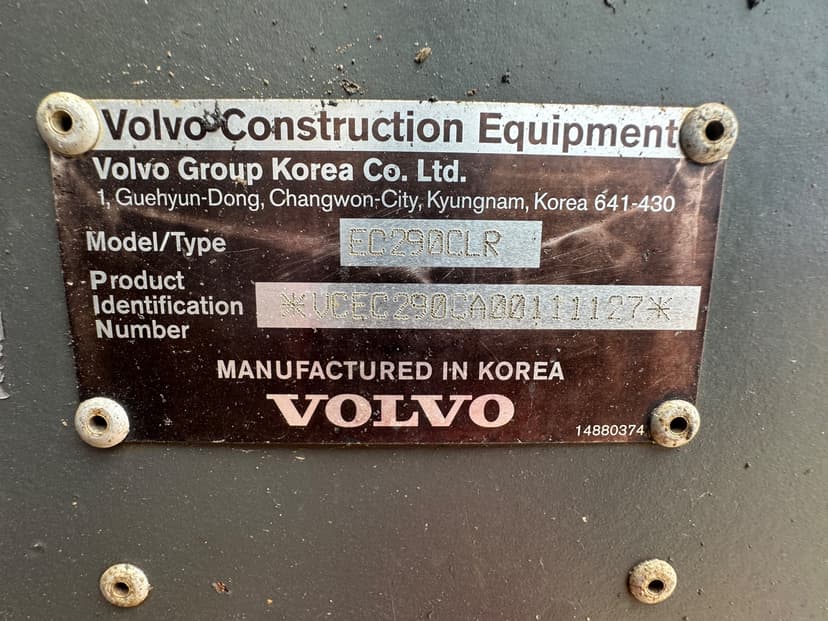 Volvo Construction Equipment
Volvo Group Korea Co. Ltd.
1, Guehyun-Dong, Changwon-City, Kyungnam, Korea 641-430
Model/Type EC290CLR
Product
Identification
Number *VCEC290CA00111127*
MANUFACTURED IN KOREA
VOLVO
14880374